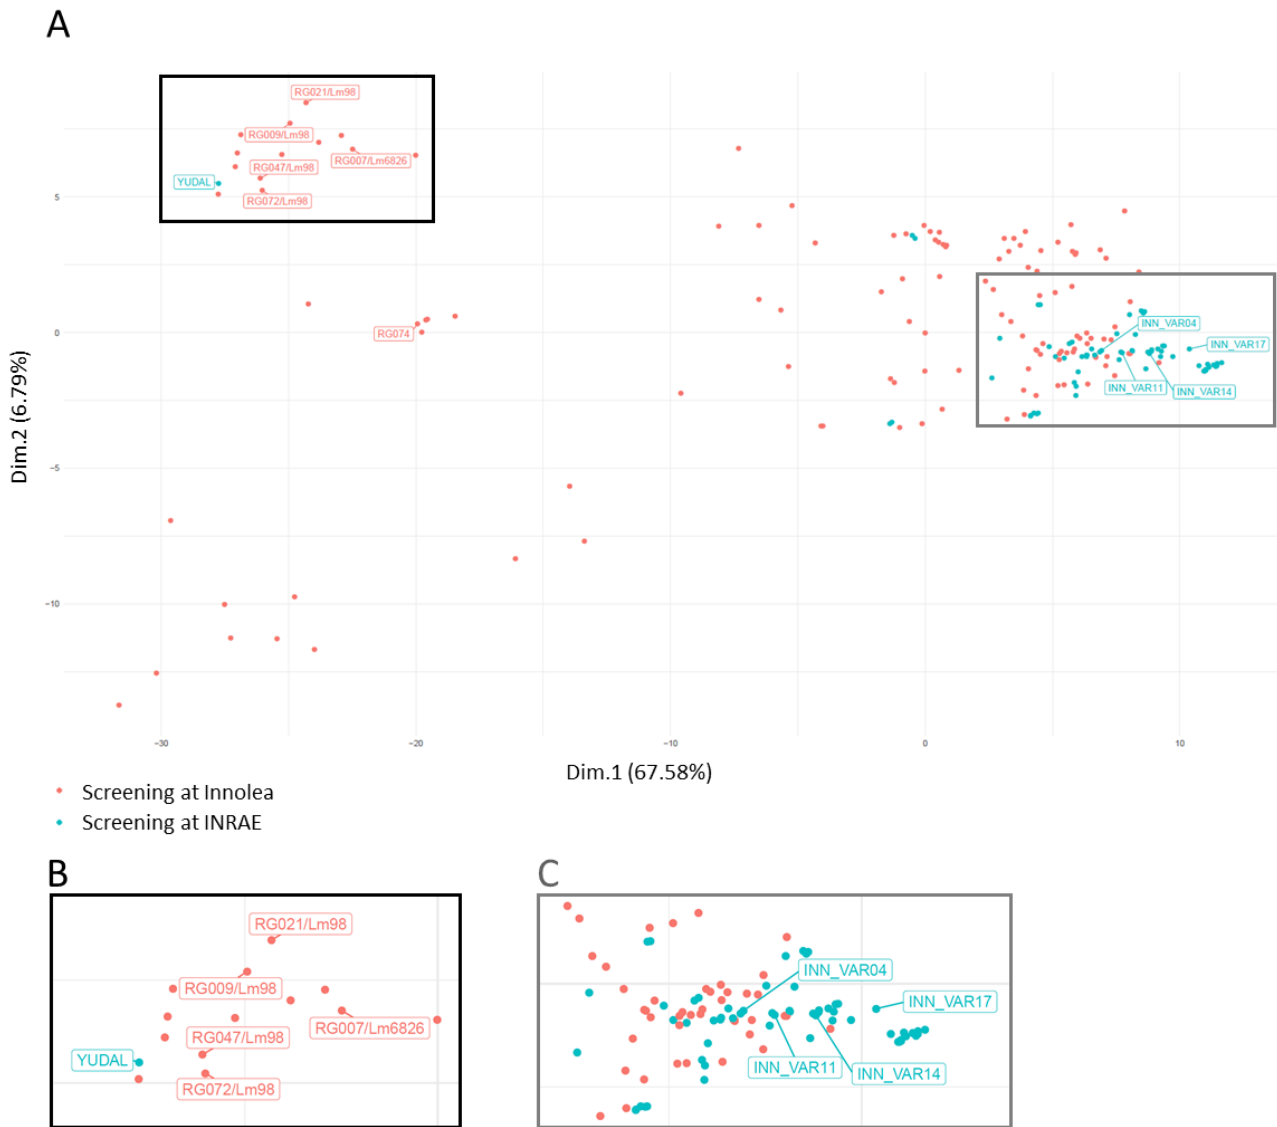 A
RG021/Lm98
RG009/Lm98
RG007/Lm6826
RG047/Lm98
YUDAL
RG072/Lm98
5
RG074
0
INN_VAR04
INN_VAR17
INN_VAR11
INN_VAR14
Dim.2 (6.79%)
−5
−10
−30
−20
−10
0
10
Dim.1 (67.58%)
Screening at Innolea
Screening at INRAE
B
RG021/Lm98
RG009/Lm98
RG007/Lm6826
RG047/Lm98
YUDAL
RG072/Lm98
C
INN_VAR04
INN_VAR17
INN_VAR11
INN_VAR14